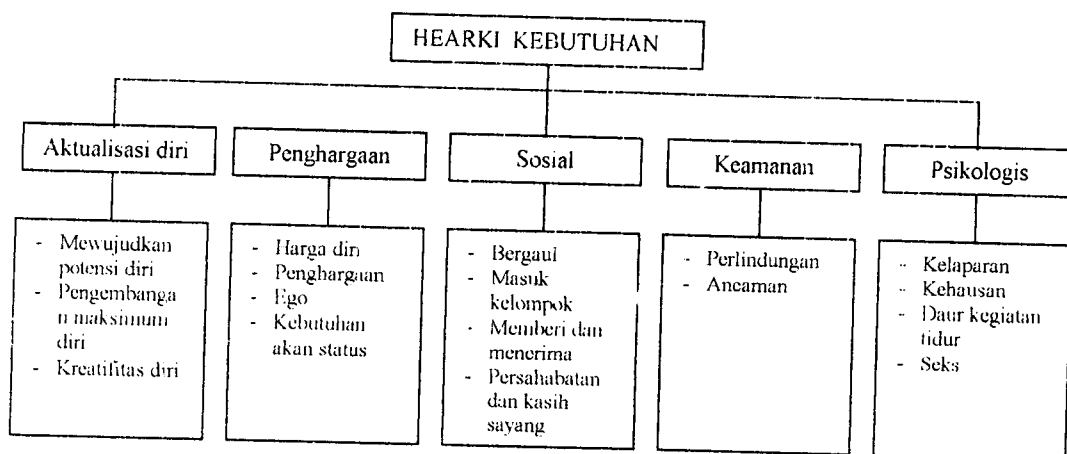 HEARKI KEBUTUHAN
Aktualisasi diri
Penghargaan
Sosial
Keamanan
Psikologis
- Mewujudkan
potensi diri
- Pengembanga
n maksimum
diri
- Kreatifitas diri
- Harga diri
- Penghargaan
- Ego
- Kebutuhan
akan status
- Bergaul
- Masuk
kelompok
- Memberi dan
menerima
- Persahabatan
dan kasih
sayang
- Perlindungan
- Ancaman
- Kelaparan
- Kehausan
- Daur kegiatan
tidur
- Seks